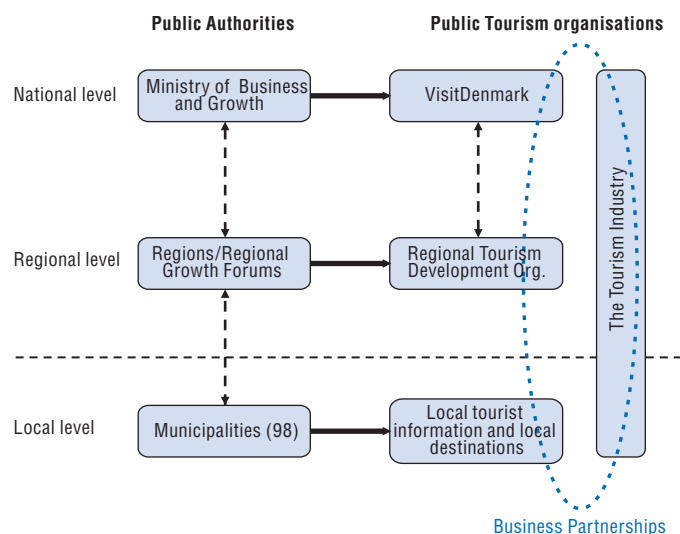 Public Authorities
Public Tourism organisations
National level
Ministry of Business
and Growth
VisitDenmark
Regional level
Regions/Regional
Growth Forums
Regional Tourism
Development Org.
The Tourism Industry
Local level
Municipalities (98)
Local tourist
information and local
destinations
Business Partnerships